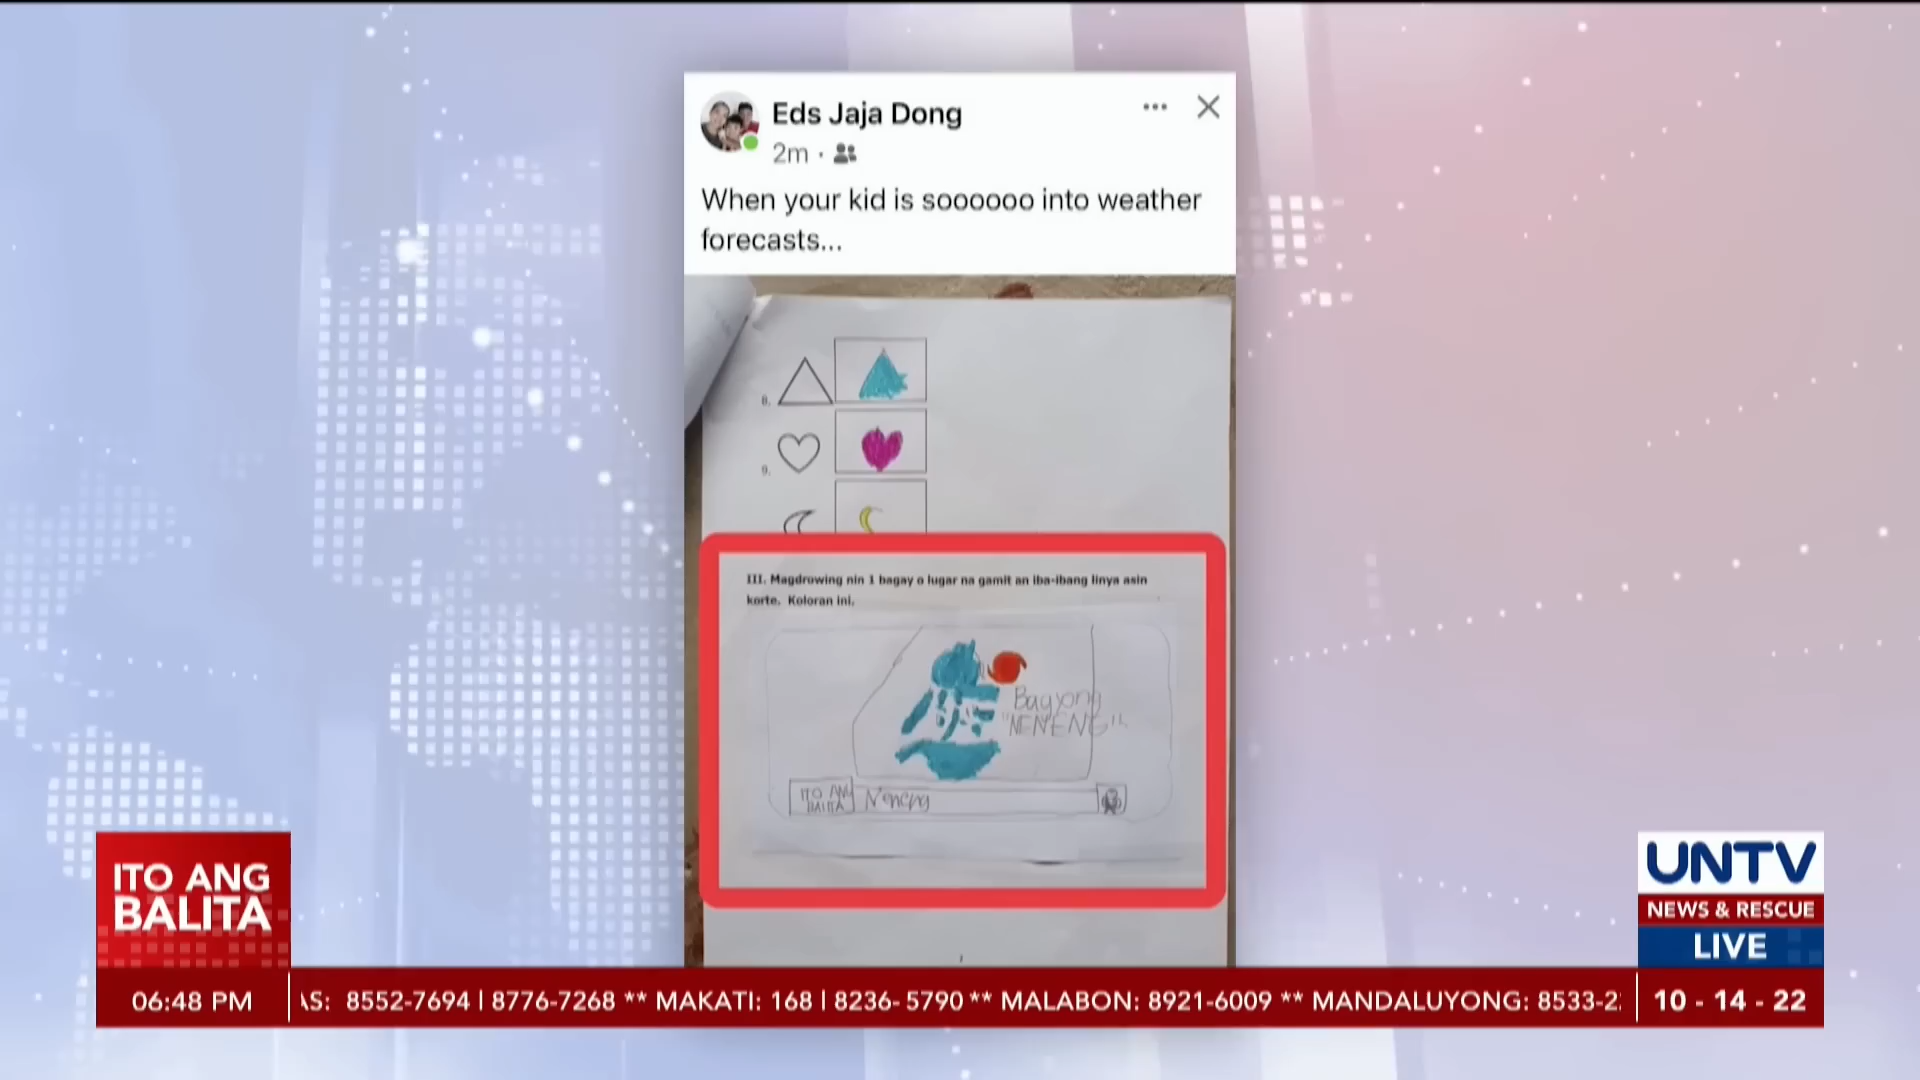 Eds Jaja Dong
2m
When your kid is soooooo into weather
forecasts...
8.
9.
III. Magdrowing nin 1 bagay o lugar na gamit an iba-ibang linya asin
korte. Koloran ini.
Bagyong
"NENENG"
ITO ANG
BALITA
Neneng
ITO ANG
BALITA
UNTV
NEWS & RESCUE
LIVE
06:48 PM
AS: 8552-7694 | 8776-7268 ** MAKATI: 168 | 8236- 5790 ** MALABON: 8921-6009 ** MANDALUYONG: 8533-2
10 - 14 - 22